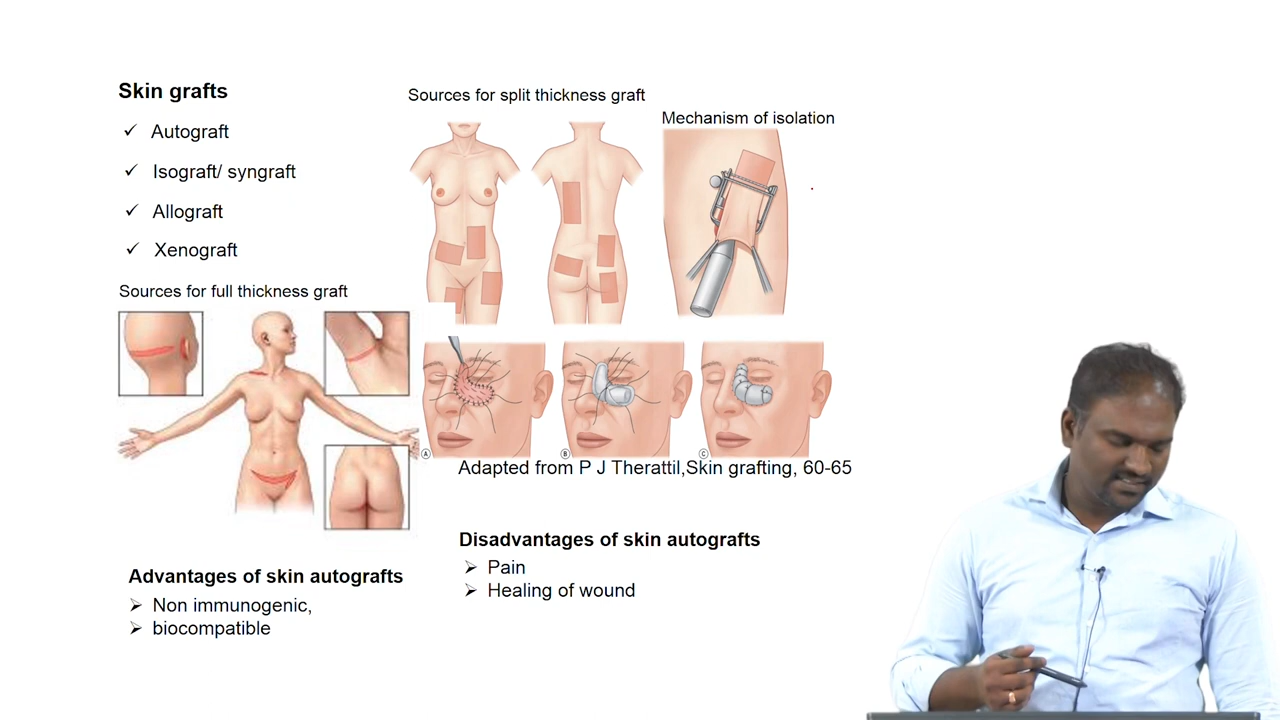 Skin grafts
✓ Autograft
✓ Isograft/ syngraft
✓ Allograft
✓ Xenograft
Sources for full thickness graft
Sources for split thickness graft
Mechanism of isolation
A
B
C
Adapted from P J Therattil,Skin grafting, 60-65
Advantages of skin autografts
➢ Non immunogenic,
➢ biocompatible
Disadvantages of skin autografts
➢ Pain
➢ Healing of wound